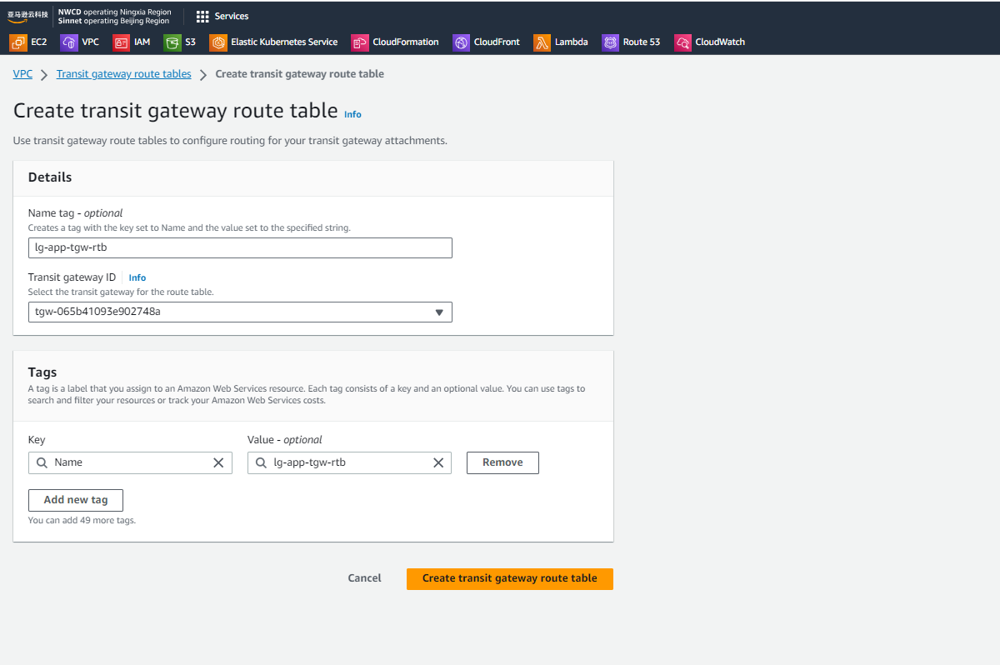 亚马逊云科技
NWCD operating Ningxia Region
Sinnet operating Beijing Region
Services
EC2 VPC IAM S3 Elastic Kubernetes Service CloudFormation CloudFront Lambda Route 53 CloudWatch
VPC Transit gateway route tables Create transit gateway route table
Create transit gateway route table Info
Use transit gateway route tables to configure routing for your transit gateway attachments.
Details
Name tag - optional
Creates a tag with the key set to Name and the value set to the specified string.
lg-app-tgw-rtb
Transit gateway ID Info
Select the transit gateway for the route table.
tgw-065b41093e902748a
Tags
A tag is a label that you assign to an Amazon Web Services resource. Each tag consists of a key and an optional value. You can use tags to
search and filter your resources or track your Amazon Web Services costs.
Key Value - optional
Name lg-app-tgw-rtb Remove
Add new tag
You can add 49 more tags.
Cancel Create transit gateway route table